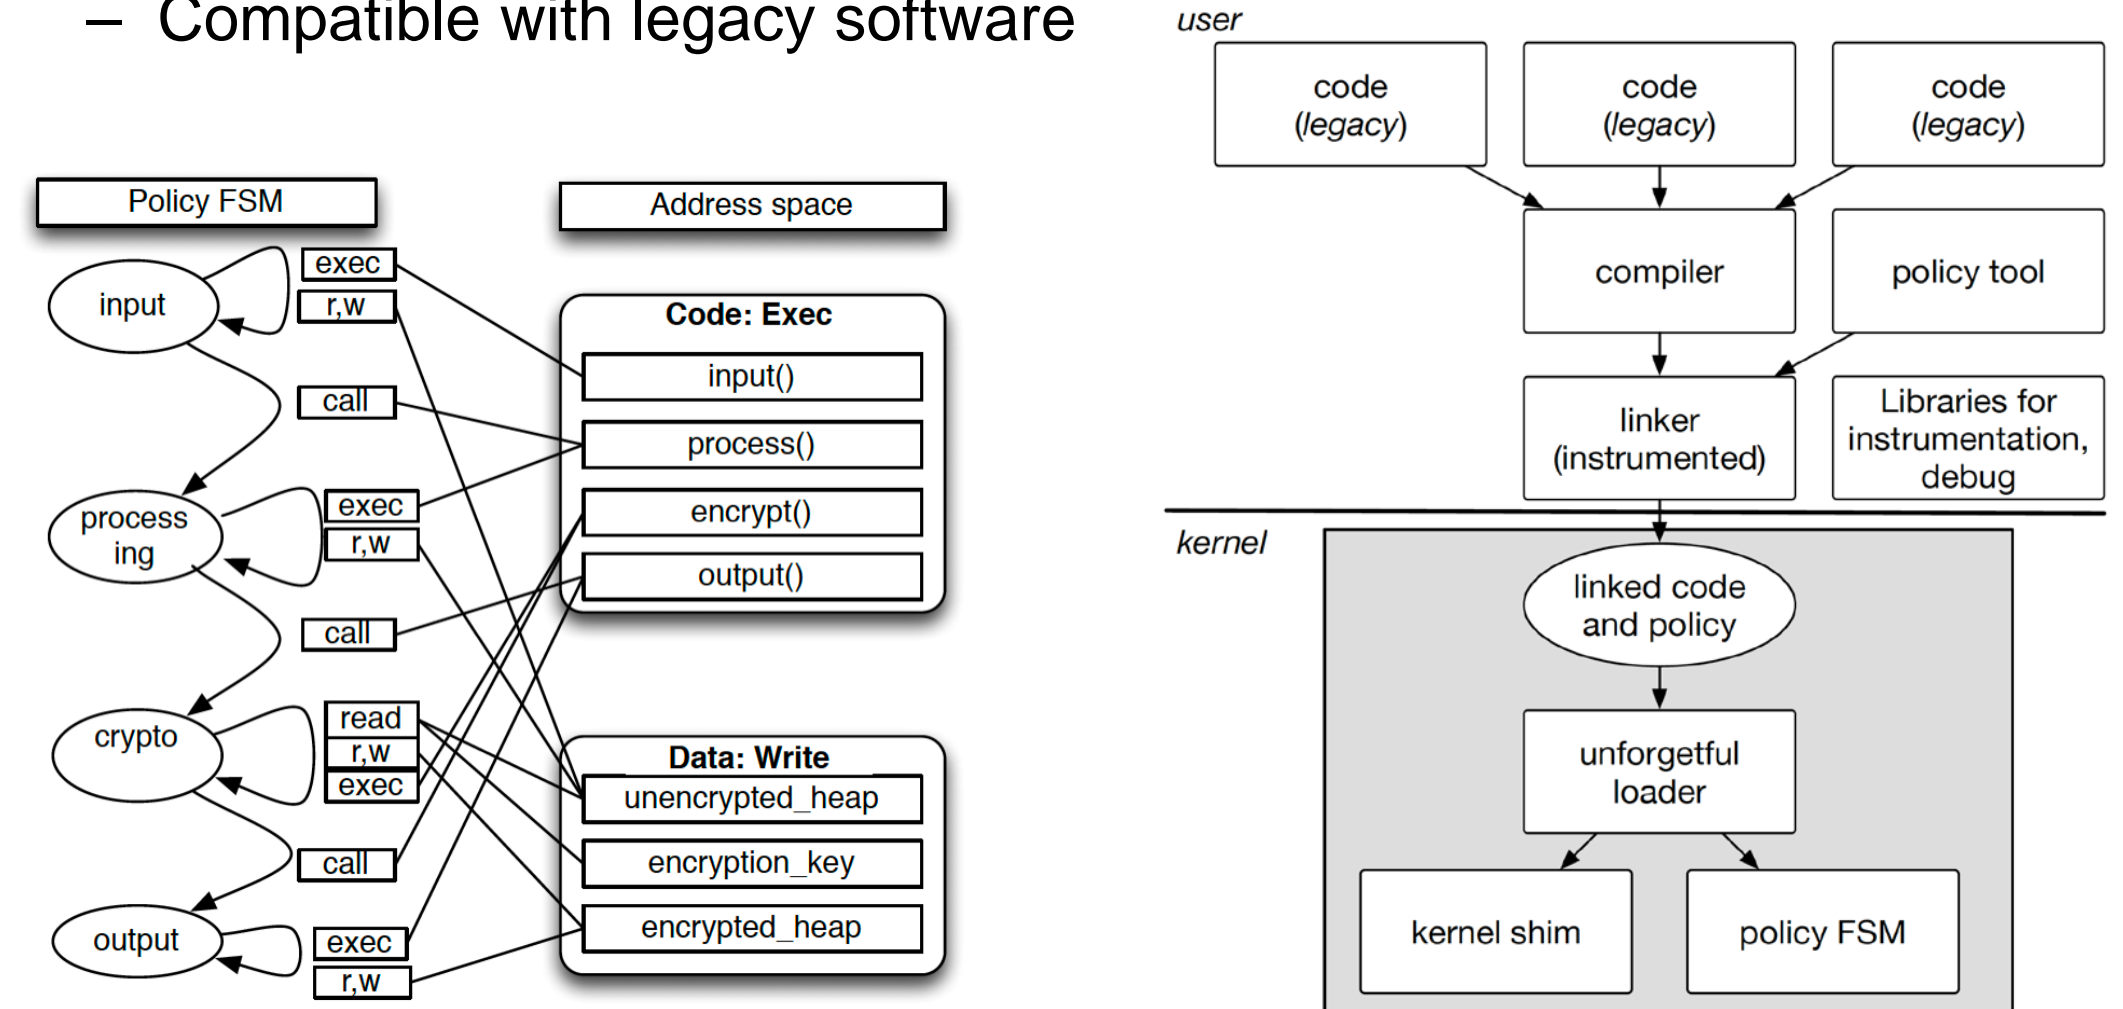 – Compatible with legacy software
Policy FSM
Address space
input
exec
r,w
call
process
ing
exec
r,w
call
crypto
read
r,w
exec
call
output
exec
r,w
Code: Exec
input()
process()
encrypt()
output()
Data: Write
unencrypted_heap
encryption_key
encrypted_heap
user
code
(legacy)
code
(legacy)
code
(legacy)
compiler
policy tool
linker
(instrumented)
Libraries for
instrumentation,
debug
kernel
linked code
and policy
unforgetful
loader
kernel shim
policy FSM